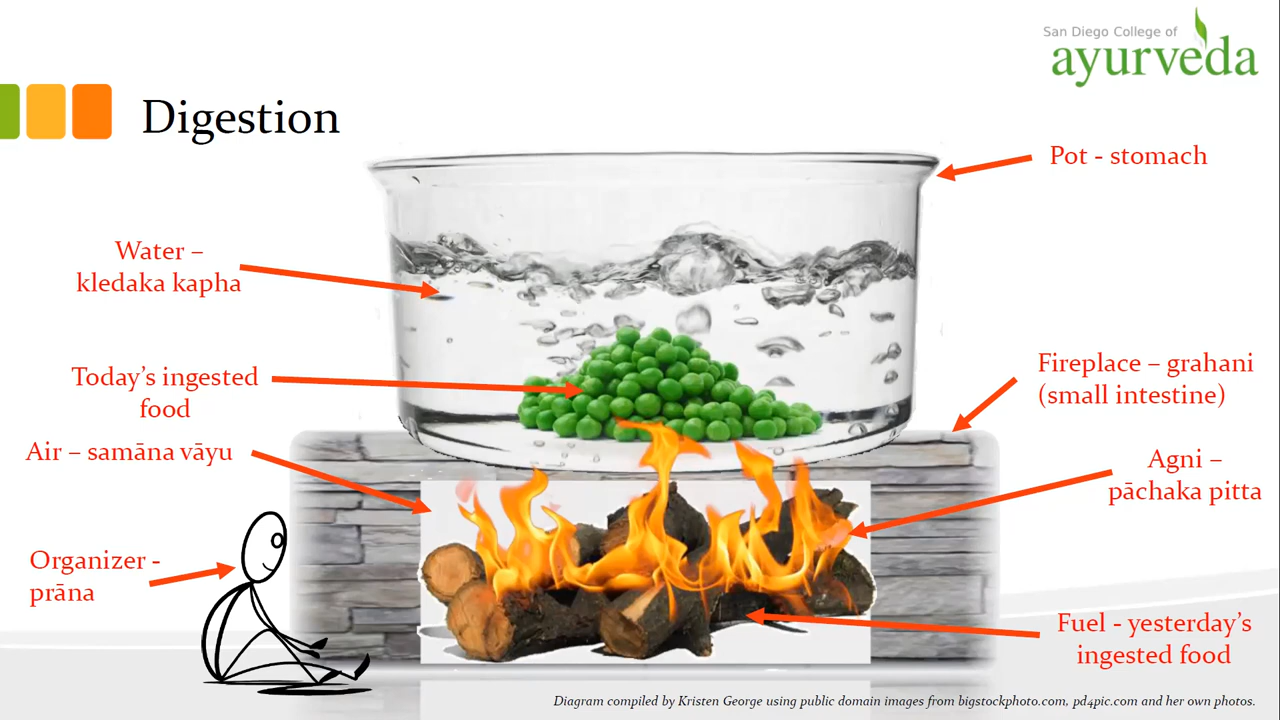 San Diego College of
ayurveda
Digestion
Pot - stomach
Water –
kledaka kapha
Today’s ingested
food
Fireplace – grahani
(small intestine)
Air – samāna vāyu
Agni –
pāchaka pitta
Organizer -
prāna
Fuel - yesterday’s
ingested food
Diagram compiled by Kristen George using public domain images from bigstockphoto.com, pd4pic.com and her own photos.